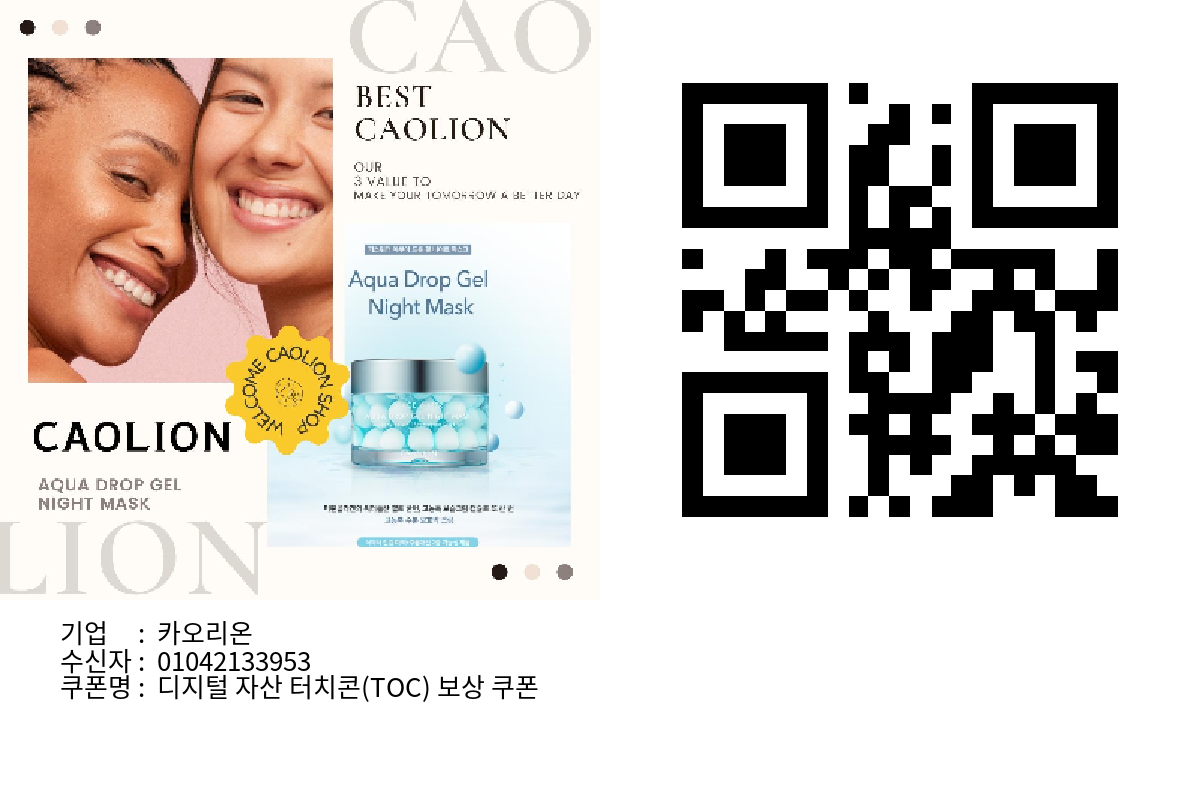 CAO
BEST
CAOLION
OUR
3 VALUE TO
MAKE YOUR TOMORROW A BETTER DAY
Aqua Drop Gel
Night Mask
WELCOME CAOLION SHOP
CAOLION
AQUA DROP GEL
NIGHT MASK
LION
기업 : 카오리온
수신자 : 01042133953
쿠폰명 : 디지털 자산 터치콘(TOC) 보상 쿠폰